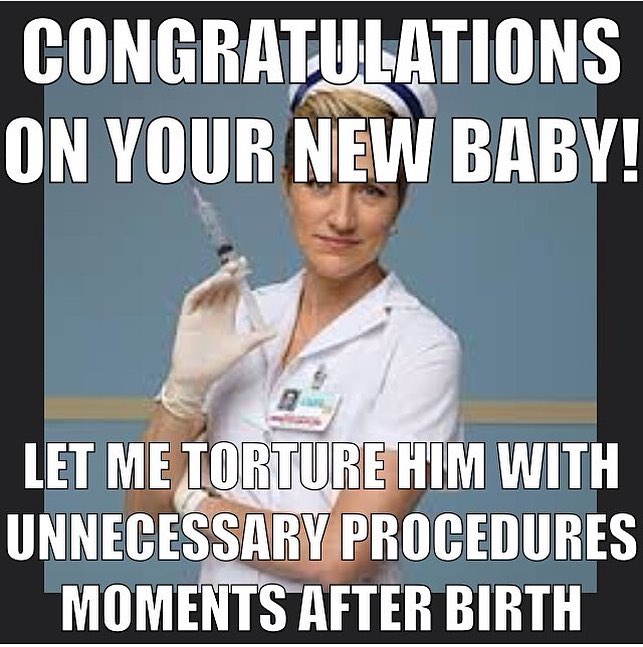 CONGRATULATIONS
ON YOUR NEW BABY!
LET ME TORTURE HIM WITH
UNNECESSARY PROCEDURES
MOMENTS AFTER BIRTH